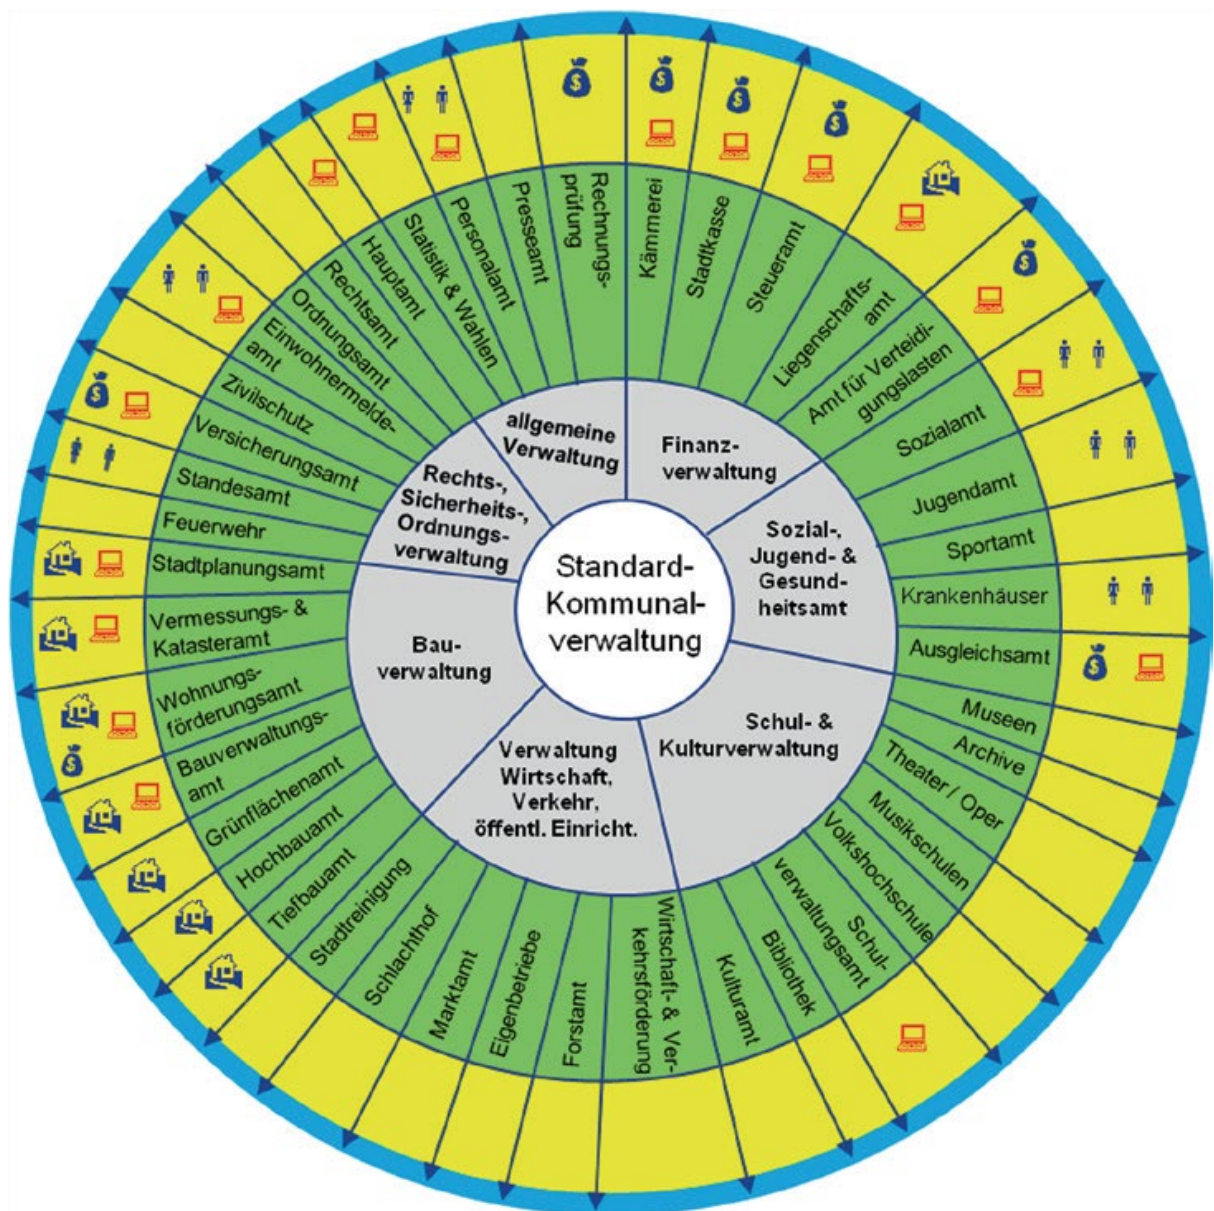 Standard-
Kommunal-
verwaltung
allgemeine
Verwaltung
Finanz-
verwaltung
Sozial-,
Jugend- &
Gesund-
heitsamt
Schul- &
Kulturverwaltung
Verwaltung
Wirtschaft,
Verkehr,
öffentl. Einricht.
Bau-
verwaltung
Rechts-,
Sicherheits-,
Ordnungs-
verwaltung
Kämmerei
Stadtkasse
Steueramt
Liegenschafts-
amt
Amt für Verteidi-
gungslasten
Sozialamt
Jugendamt
Sportamt
Krankenhäuser
Ausgleichsamt
Museen
Archive
Theater / Oper
Musikschulen
Volkshochschule
Schul-
verwaltungsamt
Bibliothek
Kulturamt
Wirtschaft- & Ver-
kehrsförderung
Forstamt
Eigenbetriebe
Marktamt
Schlachthof
Stadtreinigung
Tiefbauamt
Hochbauamt
Grünflächenamt
Bauverwaltungs-
amt
Wohnungs-
förderungsamt
Vermessungs- &
Katasteramt
Stadtplanungsamt
Feuerwehr
Standesamt
Versicherungsamt
Zivilschutz
Einwohnermelde-
amt
Ordnungsamt
Rechtsamt
Hauptamt
Statistik & Wahlen
Personalamt
Presseamt
Rechnungs-
prüfung